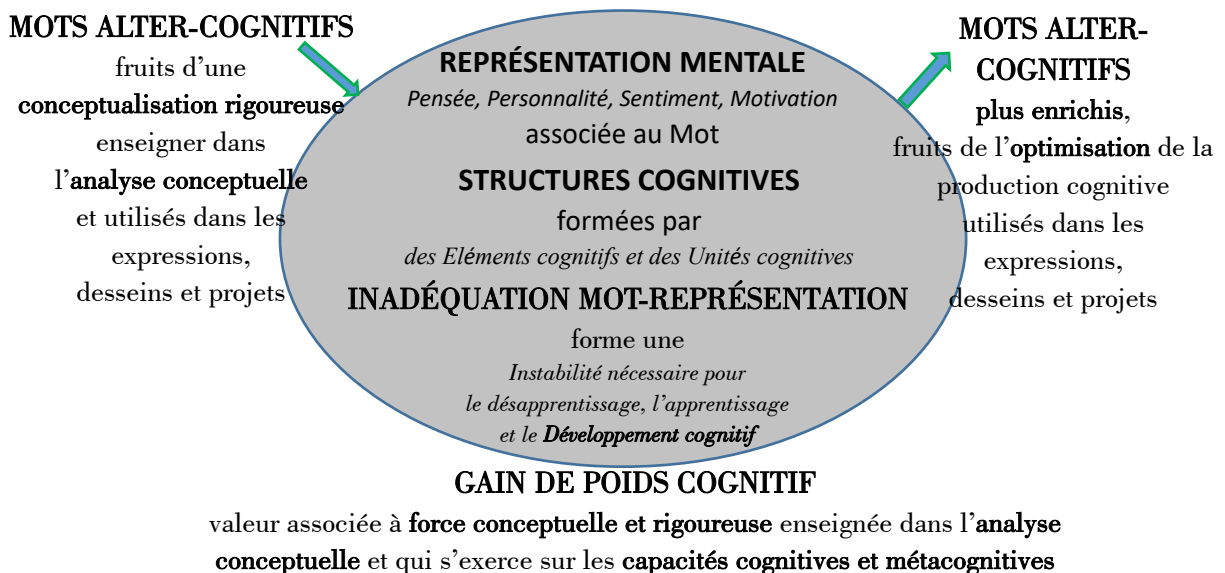 MOTS ALTER-COGNITIFS
fruits d’une
conceptualisation rigoureuse
enseigner dans
l’analyse conceptuelle
et utilisés dans les
expressions,
desseins et projets
REPRÉSENTATION MENTALE
Pensée, Personnalité, Sentiment, Motivation
associée au Mot
STRUCTURES COGNITIVES
formées par
des Eléments cognitifs et des Unités cognitives
INADÉQUATION MOT-REPRÉSENTATION
forme une
Instabilité nécessaire pour
le désapprentissage, l’apprentissage
et le Développement cognitif
MOTS ALTER-
COGNITIFS
plus enrichis,
fruits de l’optimisation de la
production cognitive
utilisés dans les
expressions,
desseins et projets
GAIN DE POIDS COGNITIF
valeur associée à force conceptuelle et rigoureuse enseignée dans l’analyse
conceptuelle et qui s’exerce sur les capacités cognitives et métacognitives